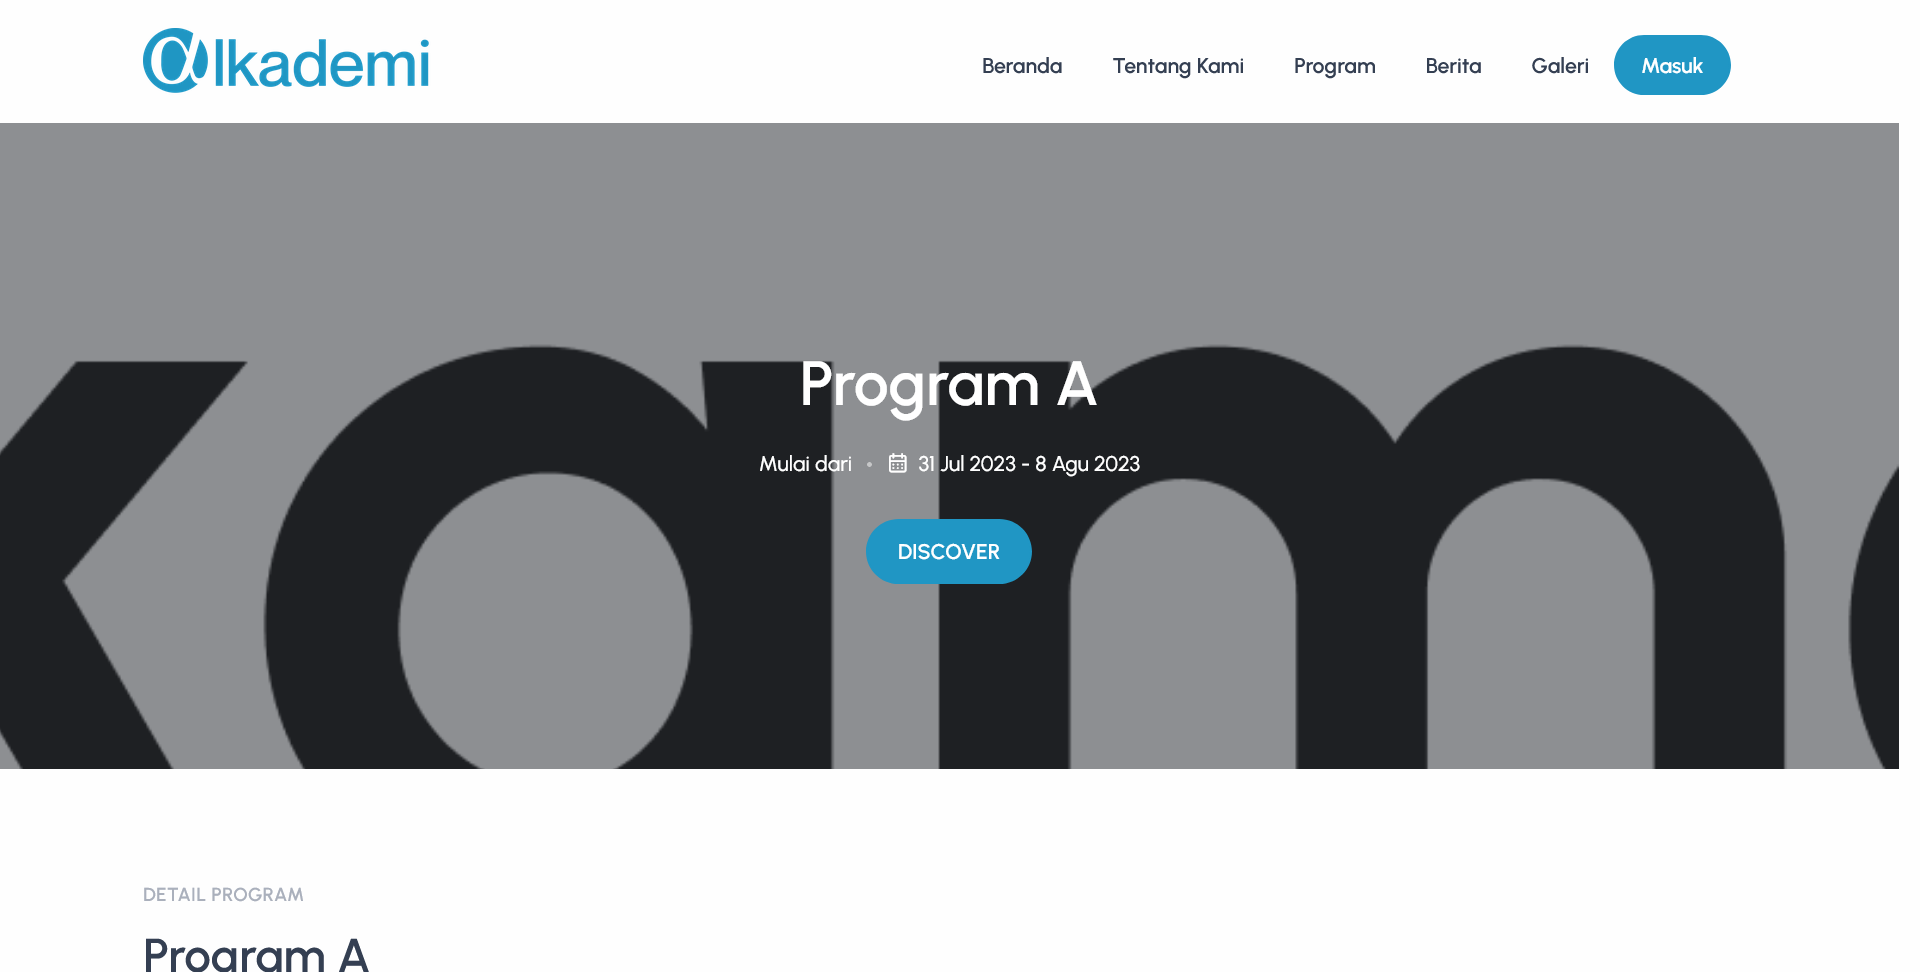 @lkademi
Beranda Tentang Kami Program Berita Galeri Masuk
kame
Program A
Mulai dari • 31 Jul 2023 - 8 Agu 2023
DISCOVER
DETAIL PROGRAM
Program A